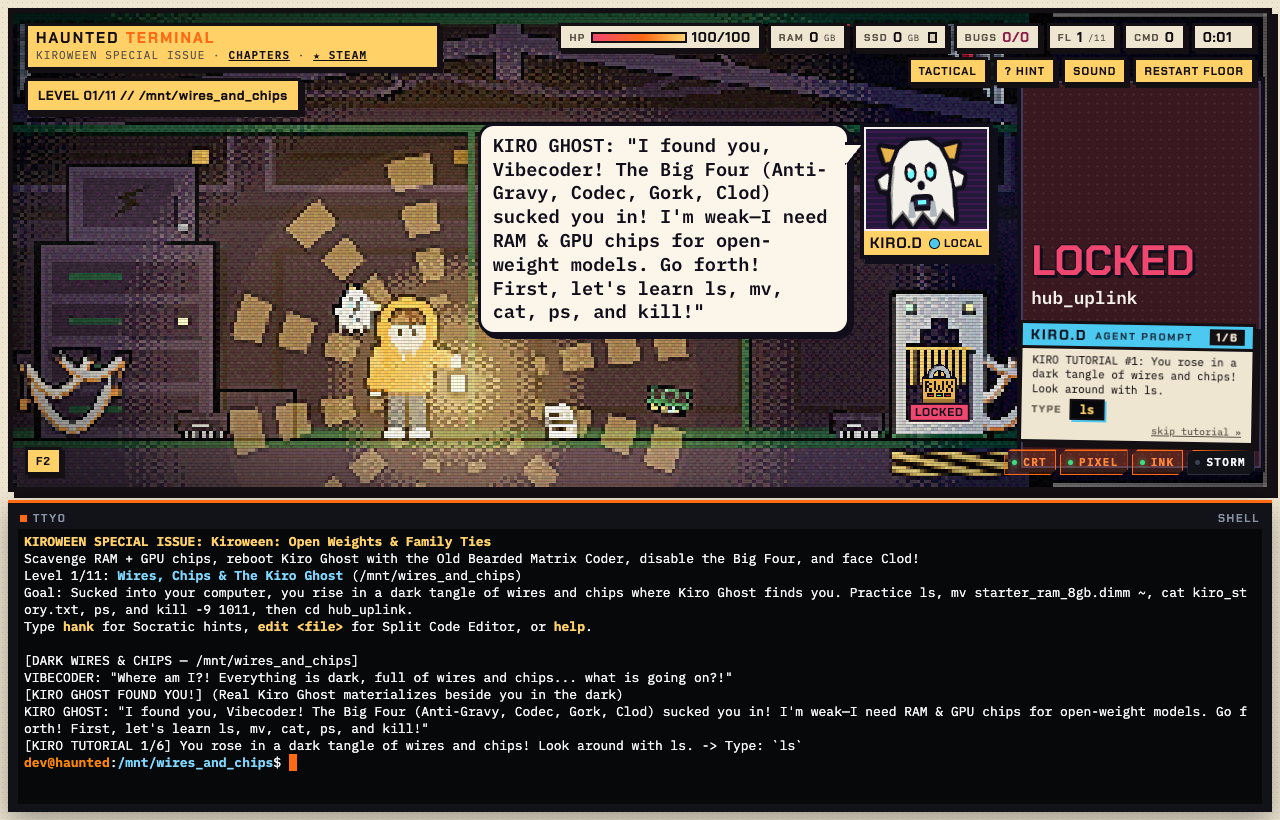 HAUNTED TERMINAL
KIROWEEN SPECIAL ISSUE · CHAPTERS · ★ STEAM
HP 100/100
RAM 0 GB
SSD 0 GB
BUGS 0/0
FL 1 /11
CMD 0
0:01
TACTICAL
? HINT
SOUND
RESTART FLOOR
LEVEL 01/11 // /mnt/wires_and_chips
KIRO GHOST: "I found you,
Vibecoder! The Big Four (Anti-
Gravy, Codec, Gork, Clod)
sucked you in! I'm weak—I need
RAM & GPU chips for open-
weight models. Go forth!
First, let's learn ls, mv,
cat, ps, and kill!"
KIRO.D LOCAL
LOCKED
hub_uplink
KIRO.D AGENT PROMPT 1/6
KIRO TUTORIAL #1: You rose in a
dark tangle of wires and chips!
Look around with ls.
TYPE ls
skip tutorial »
RWX
LOCKED
F2
CRT
PIXEL
INK
STORM
TTY0
SHELL
KIROWEEN SPECIAL ISSUE: Kiroween: Open Weights & Family Ties
Scavenge RAM + GPU chips, reboot Kiro Ghost with the Old Bearded Matrix Coder, disable the Big Four, and face Clod!
Level 1/11: Wires, Chips & The Kiro Ghost (/mnt/wires_and_chips)
Goal: Sucked into your computer, you rise in a dark tangle of wires and chips where Kiro Ghost finds you. Practice ls, mv starter_ram_8gb.dimm ~, cat kiro_st
ory.txt, ps, and kill -9 1011, then cd hub_uplink.
Type hank for Socratic hints, edit <file> for Split Code Editor, or help.
[DARK WIRES & CHIPS — /mnt/wires_and_chips]
VIBECODER: "Where am I?! Everything is dark, full of wires and chips... what is going on?!"
[KIRO GHOST FOUND YOU!] (Real Kiro Ghost materializes beside you in the dark)
KIRO GHOST: "I found you, Vibecoder! The Big Four (Anti-Gravy, Codec, Gork, Clod) sucked you in! I'm weak—I need RAM & GPU chips for open-weight models. Go f
orth! First, let's learn ls, mv, cat, ps, and kill!"
[KIRO TUTORIAL 1/6] You rose in a dark tangle of wires and chips! Look around with ls. -> Type: `ls`
dev@haunted:/mnt/wires_and_chips$